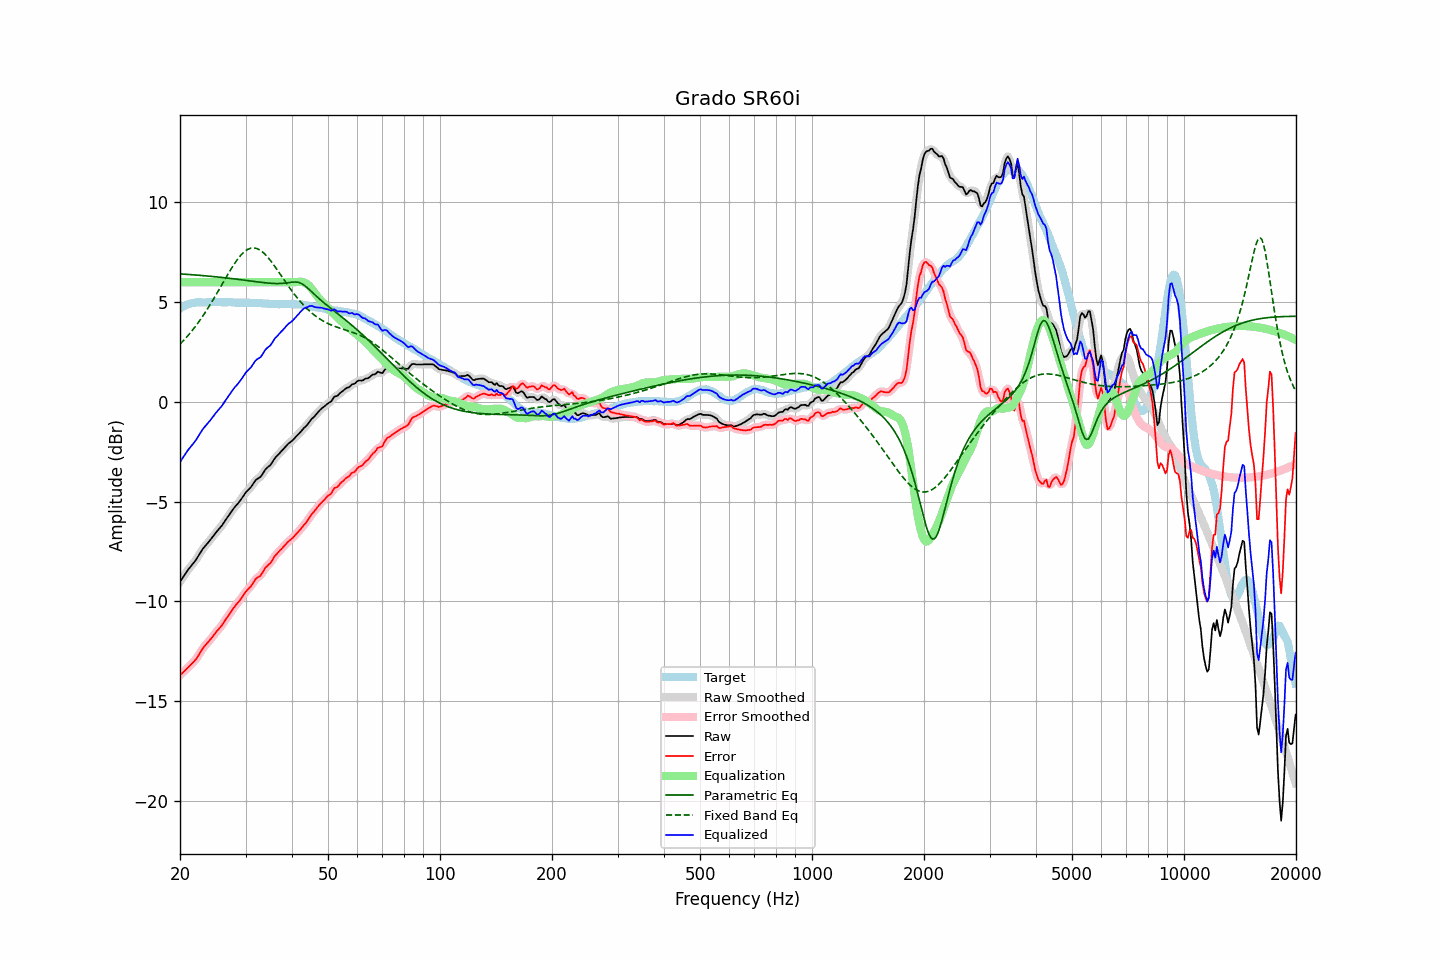 Grado SR60i
Amplitude (dBr)
10
5
0
−5
−10
−15
−20
Target
Raw Smoothed
Error Smoothed
Raw
Error
Equalization
Parametric Eq
Fixed Band Eq
Equalized
20 50 100 200 500 1000 2000 5000 10000 20000
Frequency (Hz)